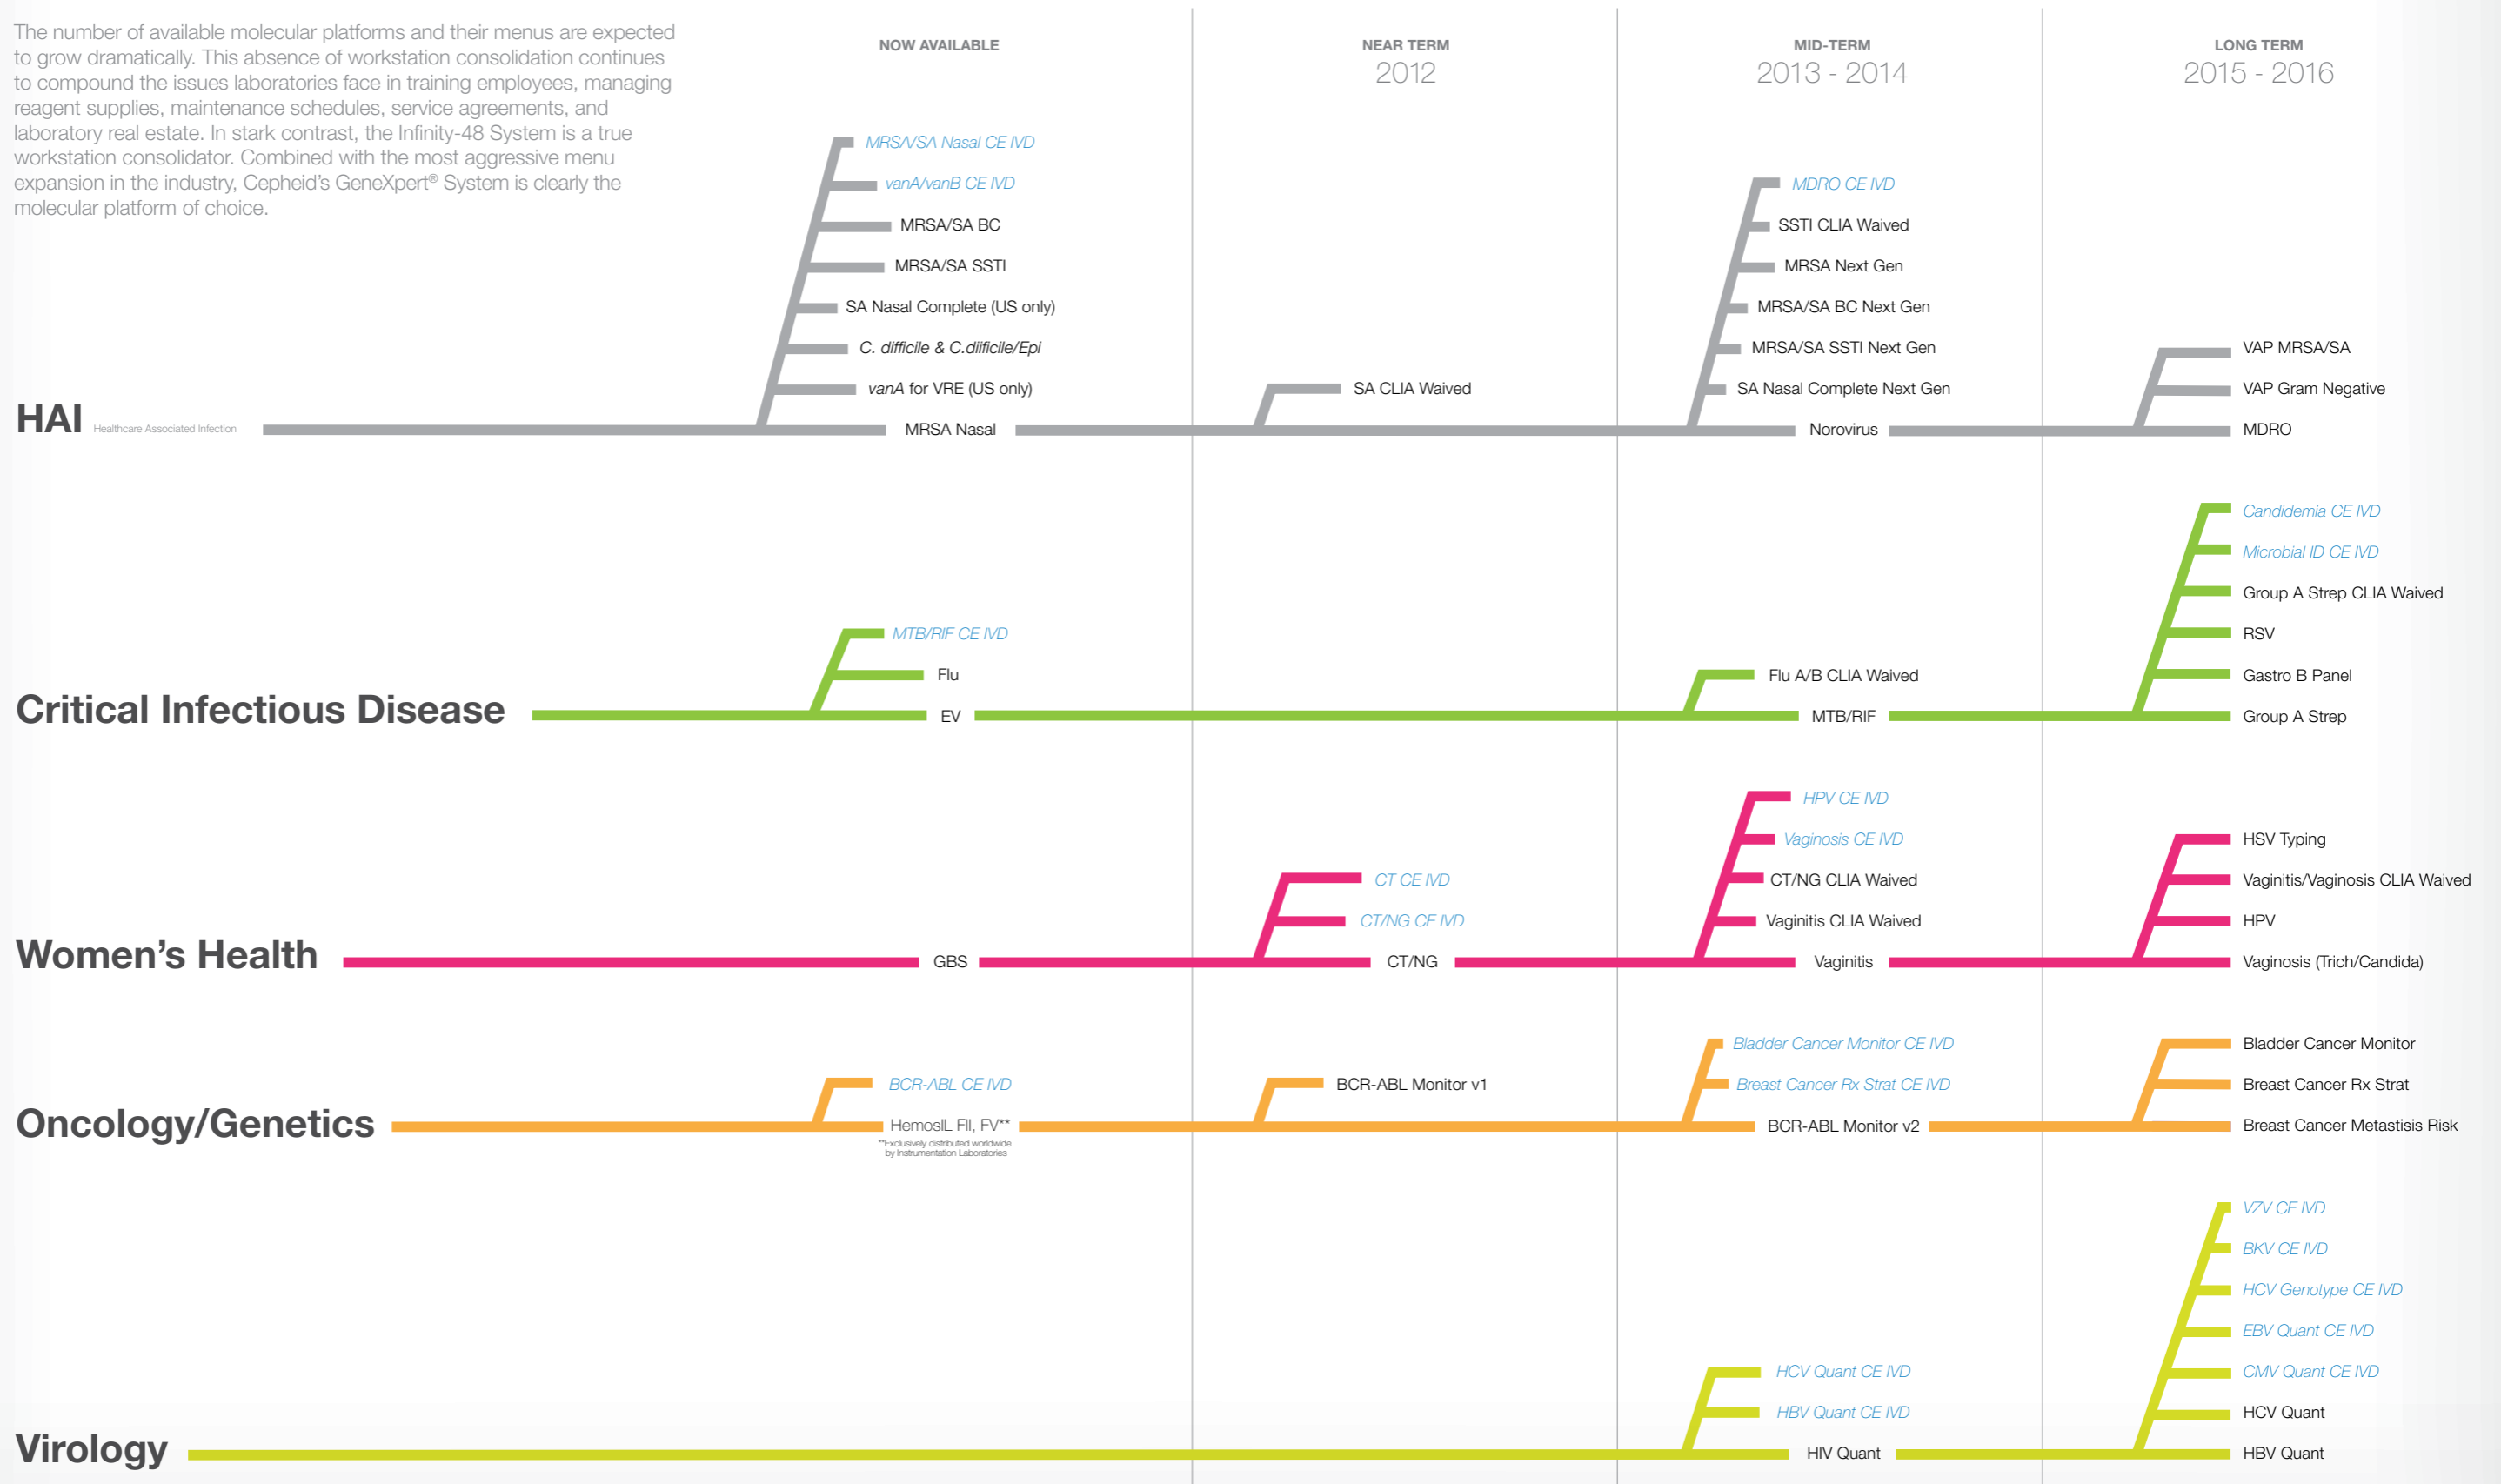 The number of available molecular platforms and their menus are expected
to grow dramatically. This absence of workstation consolidation continues
to compound the issues laboratories face in training employees, managing
reagent supplies, maintenance schedules, service agreements, and
laboratory real estate. In stark contrast, the Infinity-48 System is a true
workstation consolidator. Combined with the most aggressive menu
expansion in the industry, Cepheid's GeneXpert® System is clearly the
molecular platform of choice.
NOW AVAILABLE
NEAR TERM
2012
MID-TERM
2013 - 2014
LONG TERM
2015 - 2016
HAI Healthcare Associated Infection
MRSA/SA Nasal CE IVD
vanA/vanB CE IVD
MRSA/SA BC
MRSA/SA SSTI
SA Nasal Complete (US only)
C. difficile & C.diificile/Epi
vanA for VRE (US only)
MRSA Nasal
SA CLIA Waived
MDRO CE IVD
SSTI CLIA Waived
MRSA Next Gen
MRSA/SA BC Next Gen
MRSA/SA SSTI Next Gen
SA Nasal Complete Next Gen
Norovirus
VAP MRSA/SA
VAP Gram Negative
MDRO
Critical Infectious Disease
MTB/RIF CE IVD
Flu
EV
Flu A/B CLIA Waived
MTB/RIF
Candidemia CE IVD
Microbial ID CE IVD
Group A Strep CLIA Waived
RSV
Gastro B Panel
Group A Strep
Women's Health
GBS
CT CE IVD
CT/NG CE IVD
CT/NG
HPV CE IVD
Vaginosis CE IVD
CT/NG CLIA Waived
Vaginitis CLIA Waived
Vaginitis
HSV Typing
Vaginitis/Vaginosis CLIA Waived
HPV
Vaginosis (Trich/Candida)
Oncology/Genetics
BCR-ABL CE IVD
HemosIL FII, FV**
**Exclusively distributed worldwide
by Instrumentation Laboratories
BCR-ABL Monitor v1
Bladder Cancer Monitor CE IVD
Breast Cancer Rx Strat CE IVD
BCR-ABL Monitor v2
Bladder Cancer Monitor
Breast Cancer Rx Strat
Breast Cancer Metastisis Risk
Virology
HCV Quant CE IVD
HBV Quant CE IVD
HIV Quant
VZV CE IVD
BKV CE IVD
HCV Genotype CE IVD
EBV Quant CE IVD
CMV Quant CE IVD
HCV Quant
HBV Quant